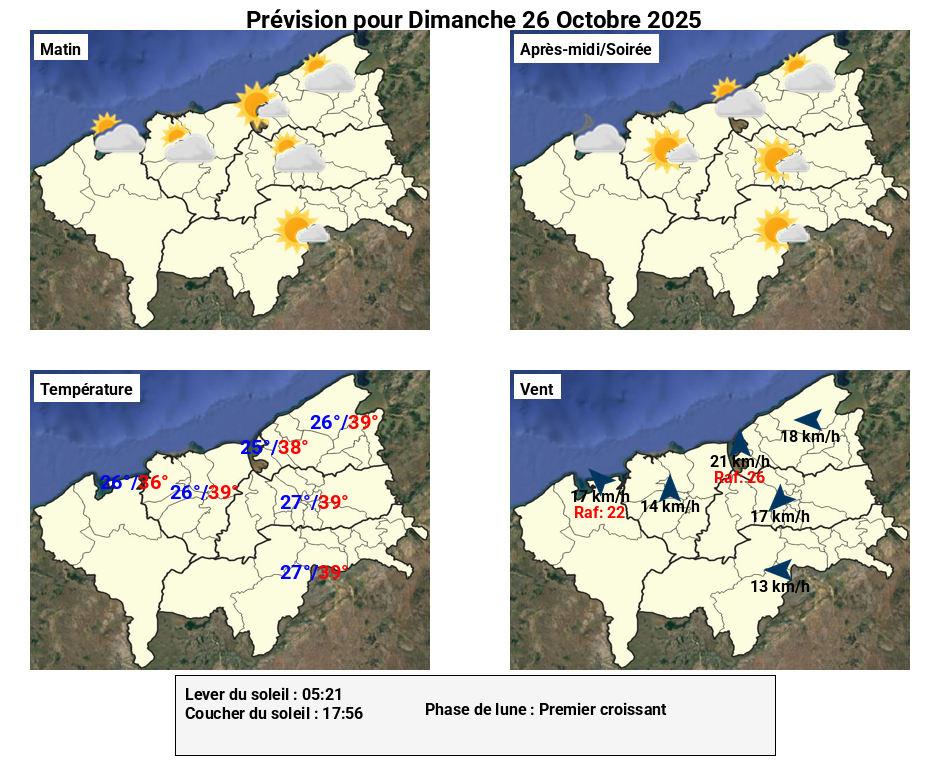 Prévision pour Dimanche 26 Octobre 2025
Matin
Après-midi/Soirée
Température
26°/39°
25°/38°
26°/36°
26°/39°
27°/39°
27°/39°
Vent
18 km/h
21 km/h
Raf: 26
17 km/h
Raf: 22
14 km/h
17 km/h
13 km/h
Lever du soleil : 05:21
Coucher du soleil : 17:56
Phase de lune : Premier croissant